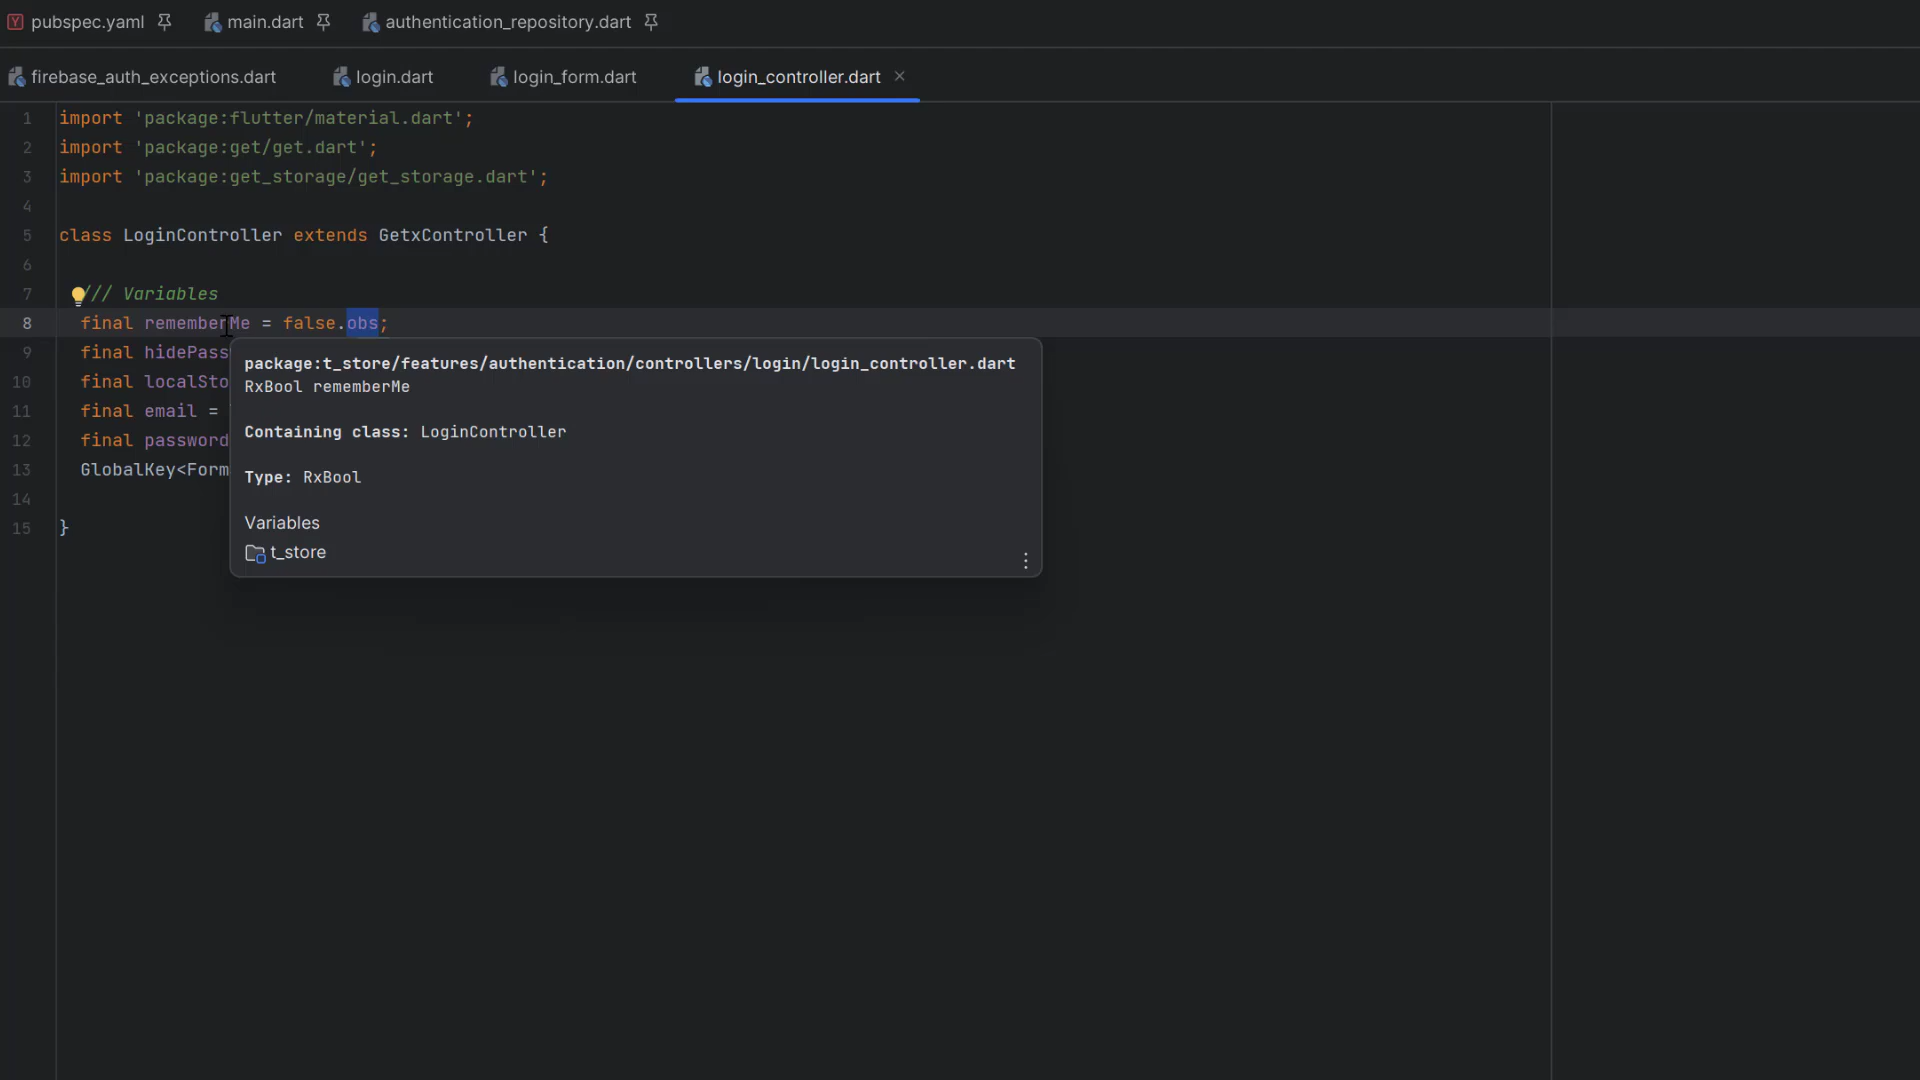 pubspec.yaml main.dart authentication_repository.dart
firebase_auth_exceptions.dart login.dart login_form.dart login_controller.dart
1 import 'package:flutter/material.dart';
2 import 'package:get/get.dart';
3 import 'package:get_storage/get_storage.dart';
4
5 class LoginController extends GetxController {
6
7 /// Variables
8 final rememberMe = false.obs;
9 final hidePass
10 final localSto
11 final email =
12 final password
13 GlobalKey<Form
14
15 }
package:t_store/features/authentication/controllers/login/login_controller.dart
RxBool rememberMe
Containing class: LoginController
Type: RxBool
Variables
t_store